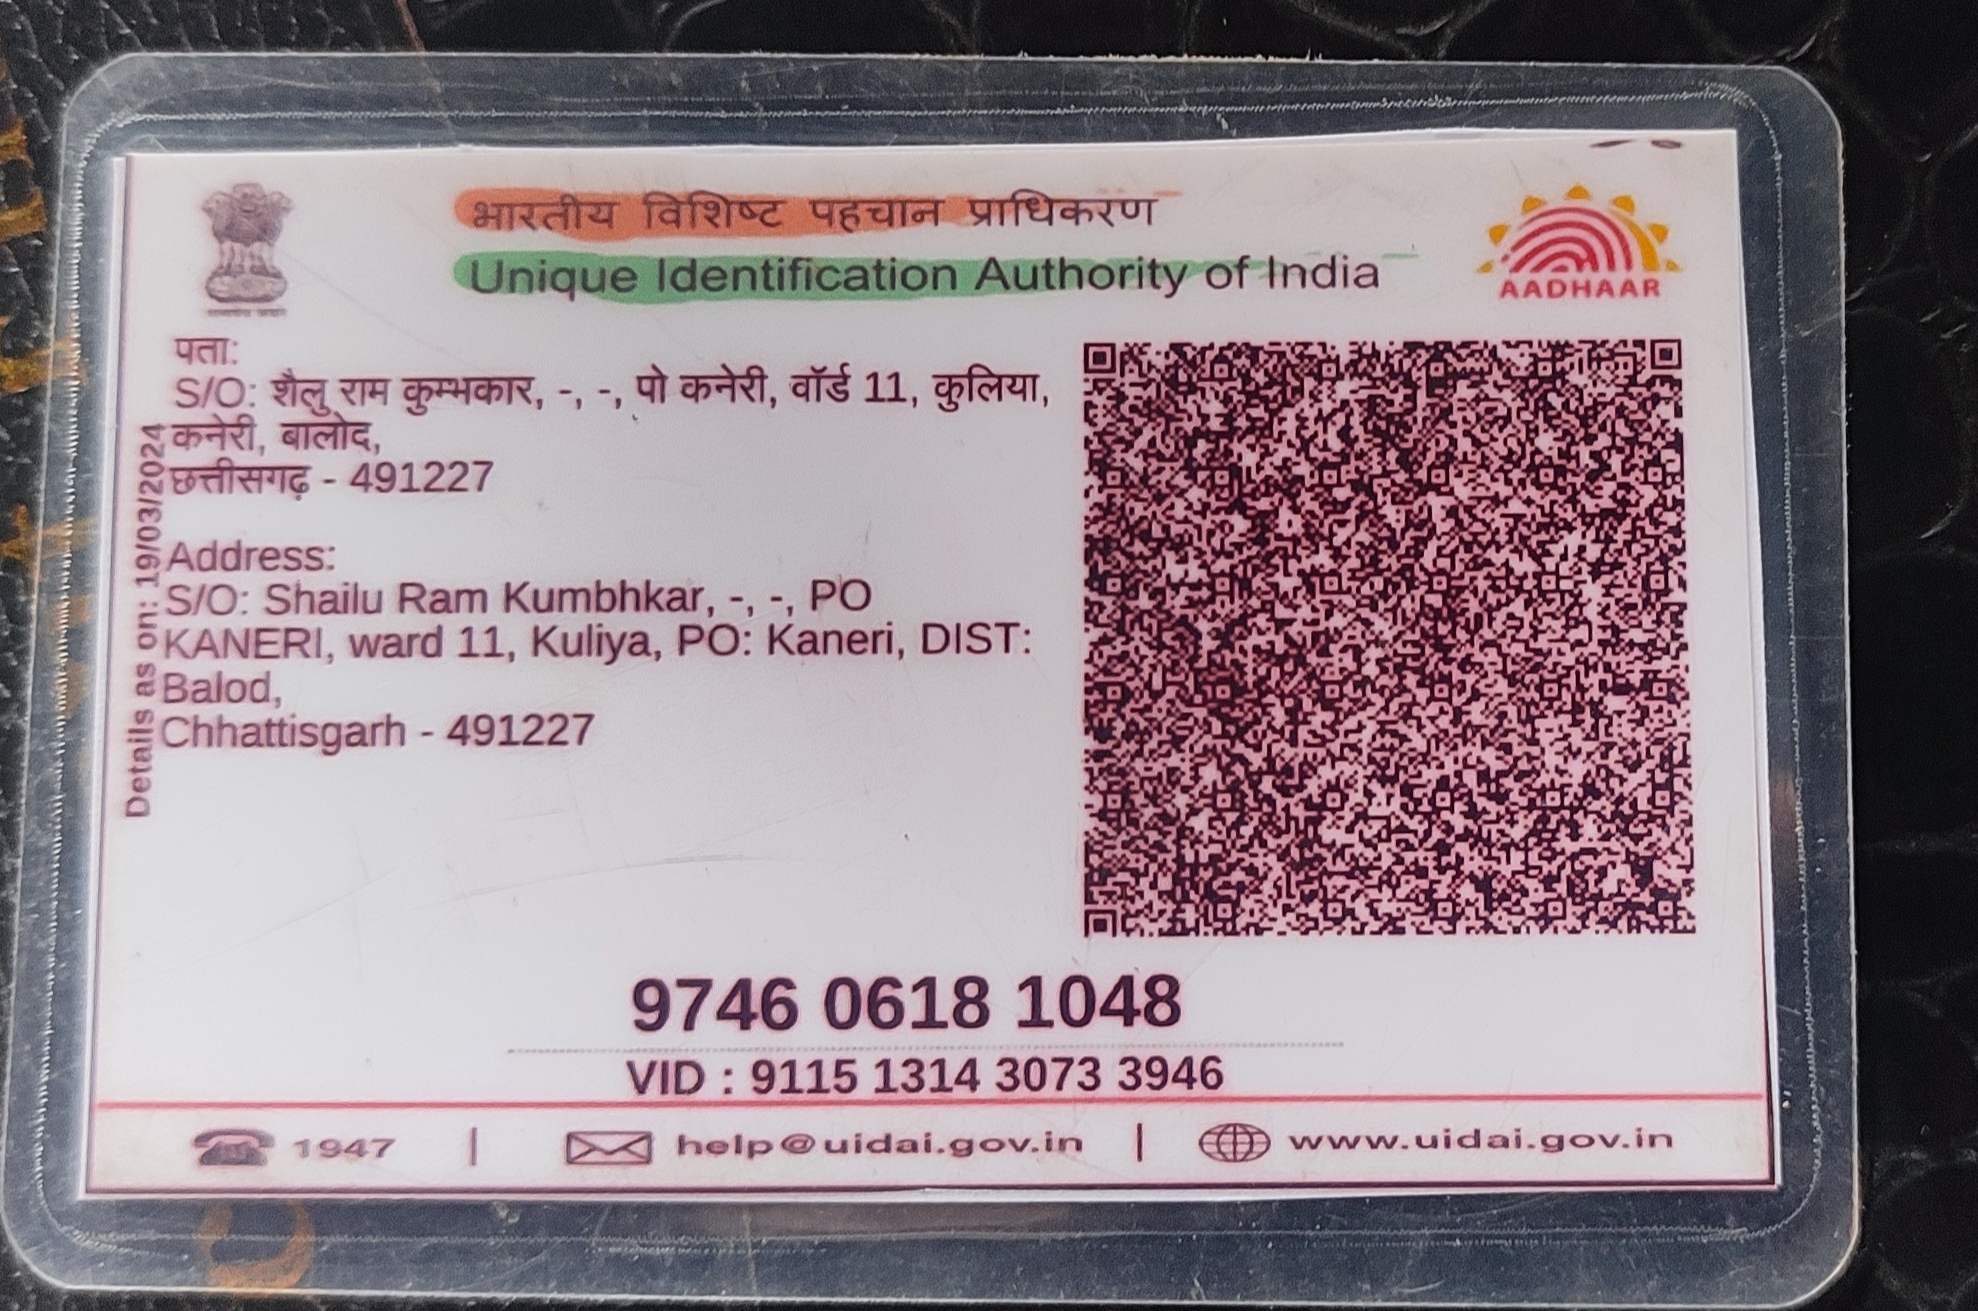 भारतीय विशिष्ट पहचान प्राधिकरण
Unique Identification Authority of India
AADHAAR
पता:
S/O: शैलु राम कुम्भकार, -, -, पो कनेरी, वॉर्ड 11, कुलिया,
कनेरी, बालोद,
छत्तीसगढ़ - 491227
Address:
S/O: Shailu Ram Kumbhkar, -, -, PO
KANERI, ward 11, Kuliya, PO: Kaneri, DIST:
Balod,
Chhattisgarh - 491227
Details as on: 19/03/2024
9746 0618 1048
VID : 9115 1314 3073 3946
1947 | help@uidai.gov.in | www.uidai.gov.in